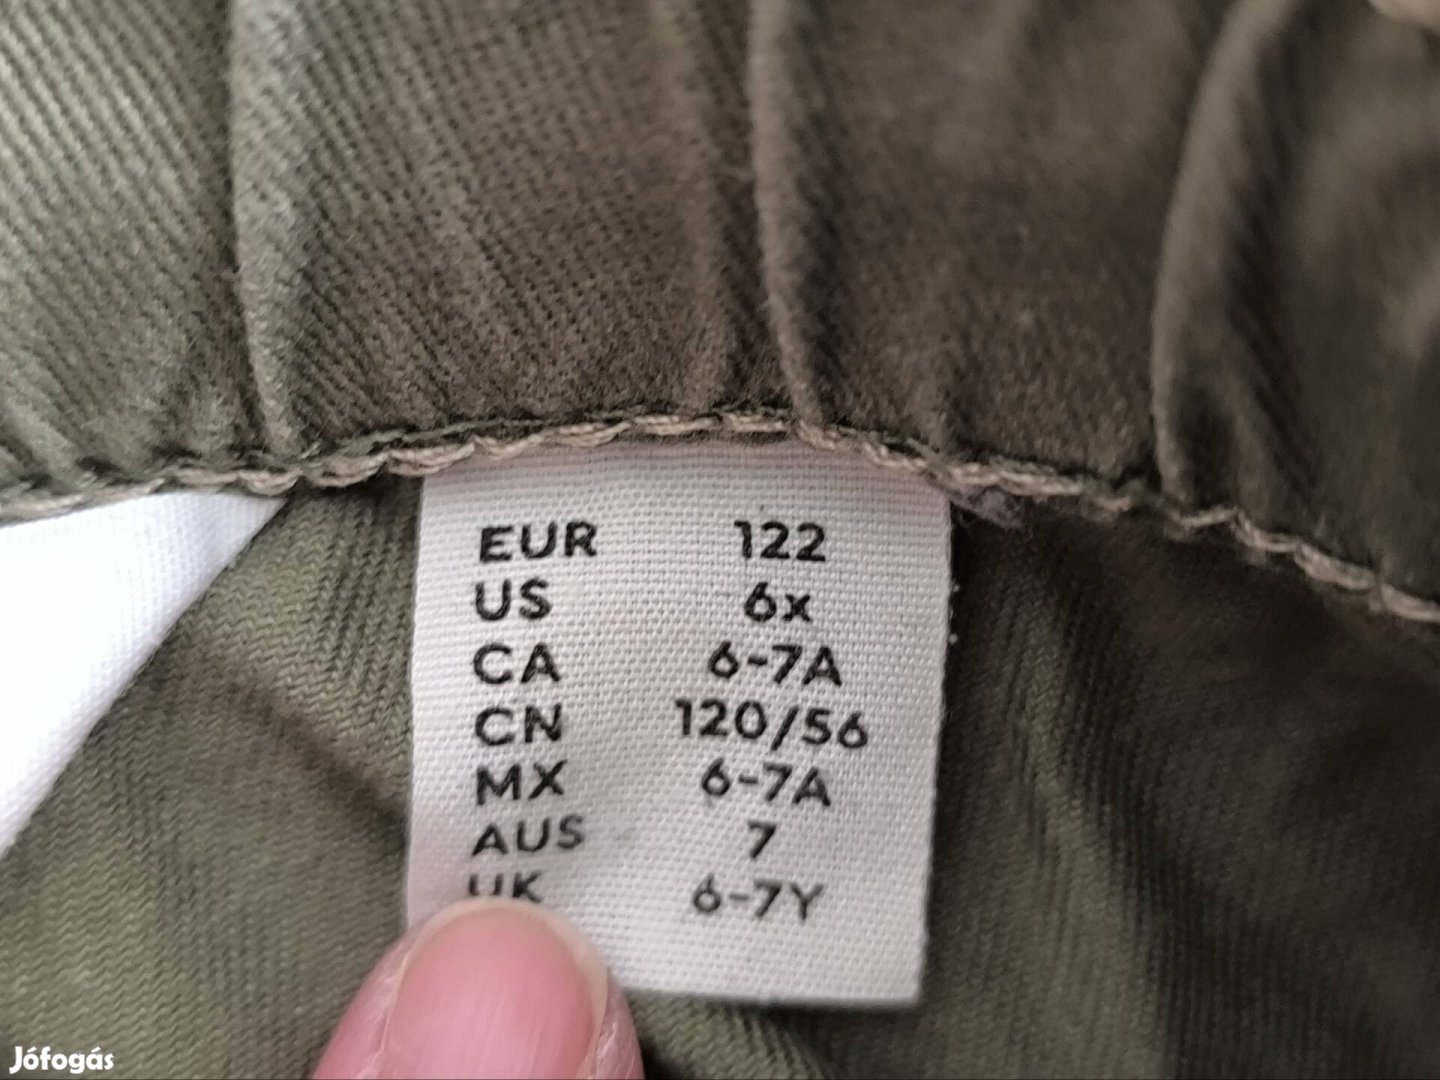 EUR 122
US 6x
CA 6-7A
CN 120/56
MX 6-7A
AUS 7
UK 6-7Y
Jófogás